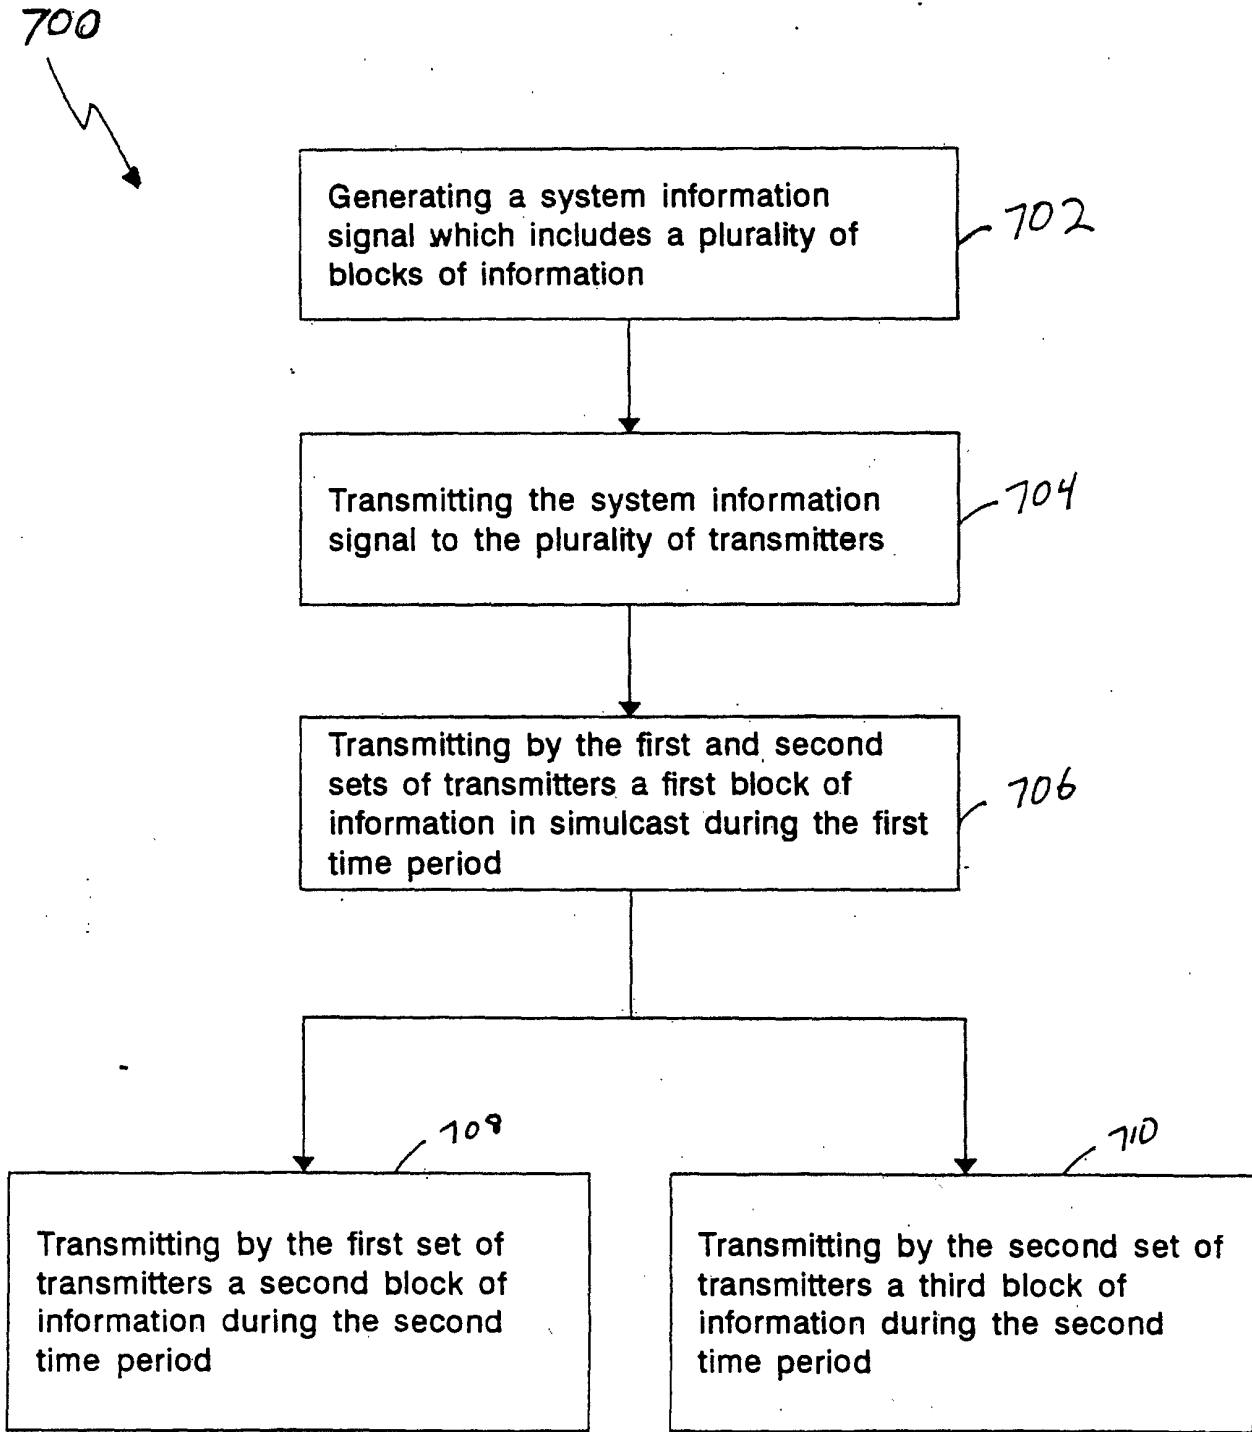 700
Generating a system information
signal which includes a plurality of
blocks of information
702
Transmitting the system information
signal to the plurality of transmitters
704
Transmitting by the first and second
sets of transmitters a first block of
information in simulcast during the first
time period
706
708
Transmitting by the first set of
transmitters a second block of
information during the second
time period
710
Transmitting by the second set of
transmitters a third block of
information during the second
time period